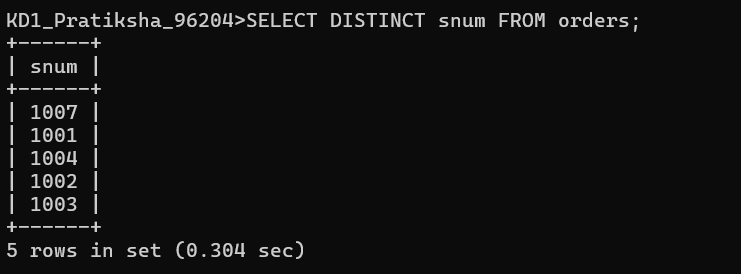 KD1_Pratiksha_96204>SELECT DISTINCT snum FROM orders;
+------+
| snum |
+------+
| 1007 |
| 1001 |
| 1004 |
| 1002 |
| 1003 |
+------+
5 rows in set (0.304 sec)